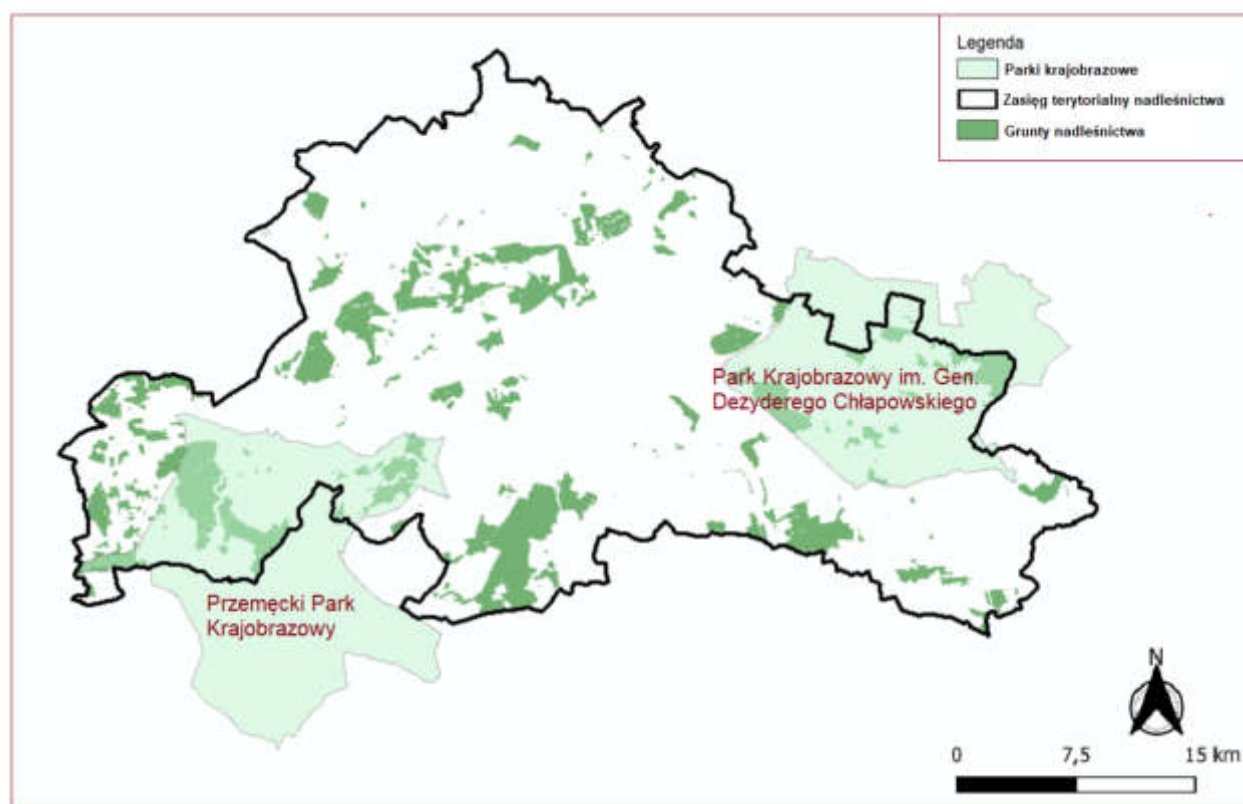 Legenda
Parki krajobrazowe
Zasięg terytorialny nadleśnictwa
Grunty nadleśnictwa
Park Krajobrazowy im. Gen.
Dezyderego Chłapowskiego
Przemęcki Park
Krajobrazowy
N
0 7,5 15 km